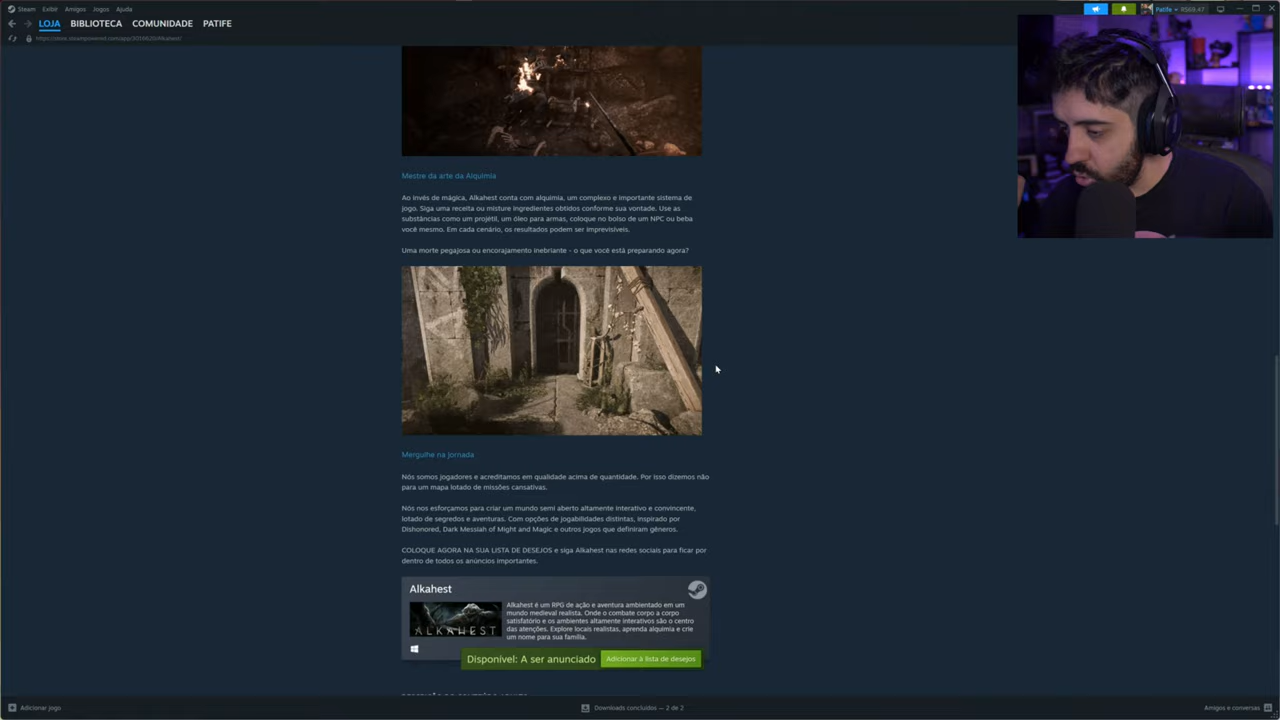 Steam Exibir Amigos Jogos Ajuda
Patife R$69,47
LOJA BIBLIOTECA COMUNIDADE PATIFE
Mestre da arte da Alquimia
Ao invés de mágica, Alkahest conta com alquimia, um complexo e importante sistema de
jogo. Siga uma receita ou misture ingredientes obtidos conforme sua vontade. Use as
substâncias como um projétil, um óleo para armas, coloque no bolso de um NPC ou beba
você mesmo. Em cada cenário, os resultados podem ser imprevisíveis.
Uma morte pegajosa ou encorajamento inebriante - o que você está preparando agora?
Mergulhe na Jornada
Nós somos jogadores e acreditamos em qualidade acima de quantidade. Por isso dizemos não
para um mapa lotado de missões cansativas.
Nós nos esforçamos para criar um mundo semi aberto altamente interativo e convincente,
lotado de segredos e aventuras. Com opções de jogabilidades distintas, inspirado por
Dishonored, Dark Messiah of Might and Magic e outros jogos que definiram gêneros.
COLOQUE AGORA NA SUA LISTA DE DESEJOS e siga Alkahest nas redes sociais para ficar por
dentro de todos os anúncios importantes.
Alkahest
ALKAHEST
Alkahest é um RPG de ação e aventura ambientado em um
mundo medieval realista. Onde o combate corpo a corpo
satisfatório e os ambientes altamente interativos são o centro
das atenções. Explore locais realistas, aprenda alquimia e crie
um nome para sua família.
Disponível: A ser anunciado
Adicionar à lista de desejos
Adicionar jogo
Downloads concluídos — 2 de 2
Amigos e conversas